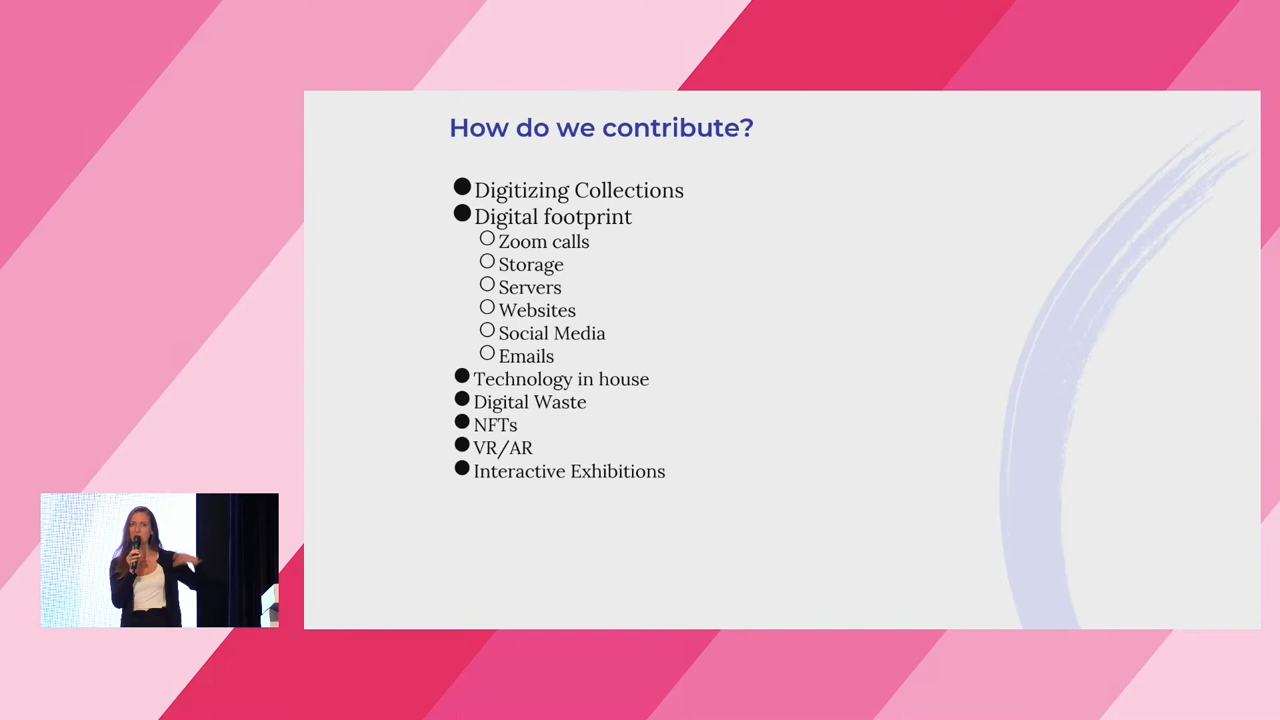 How do we contribute?
Digitizing Collections
Digital footprint
Zoom calls
Storage
Servers
Websites
Social Media
Emails
Technology in house
Digital Waste
NFTs
VR/AR
Interactive Exhibitions